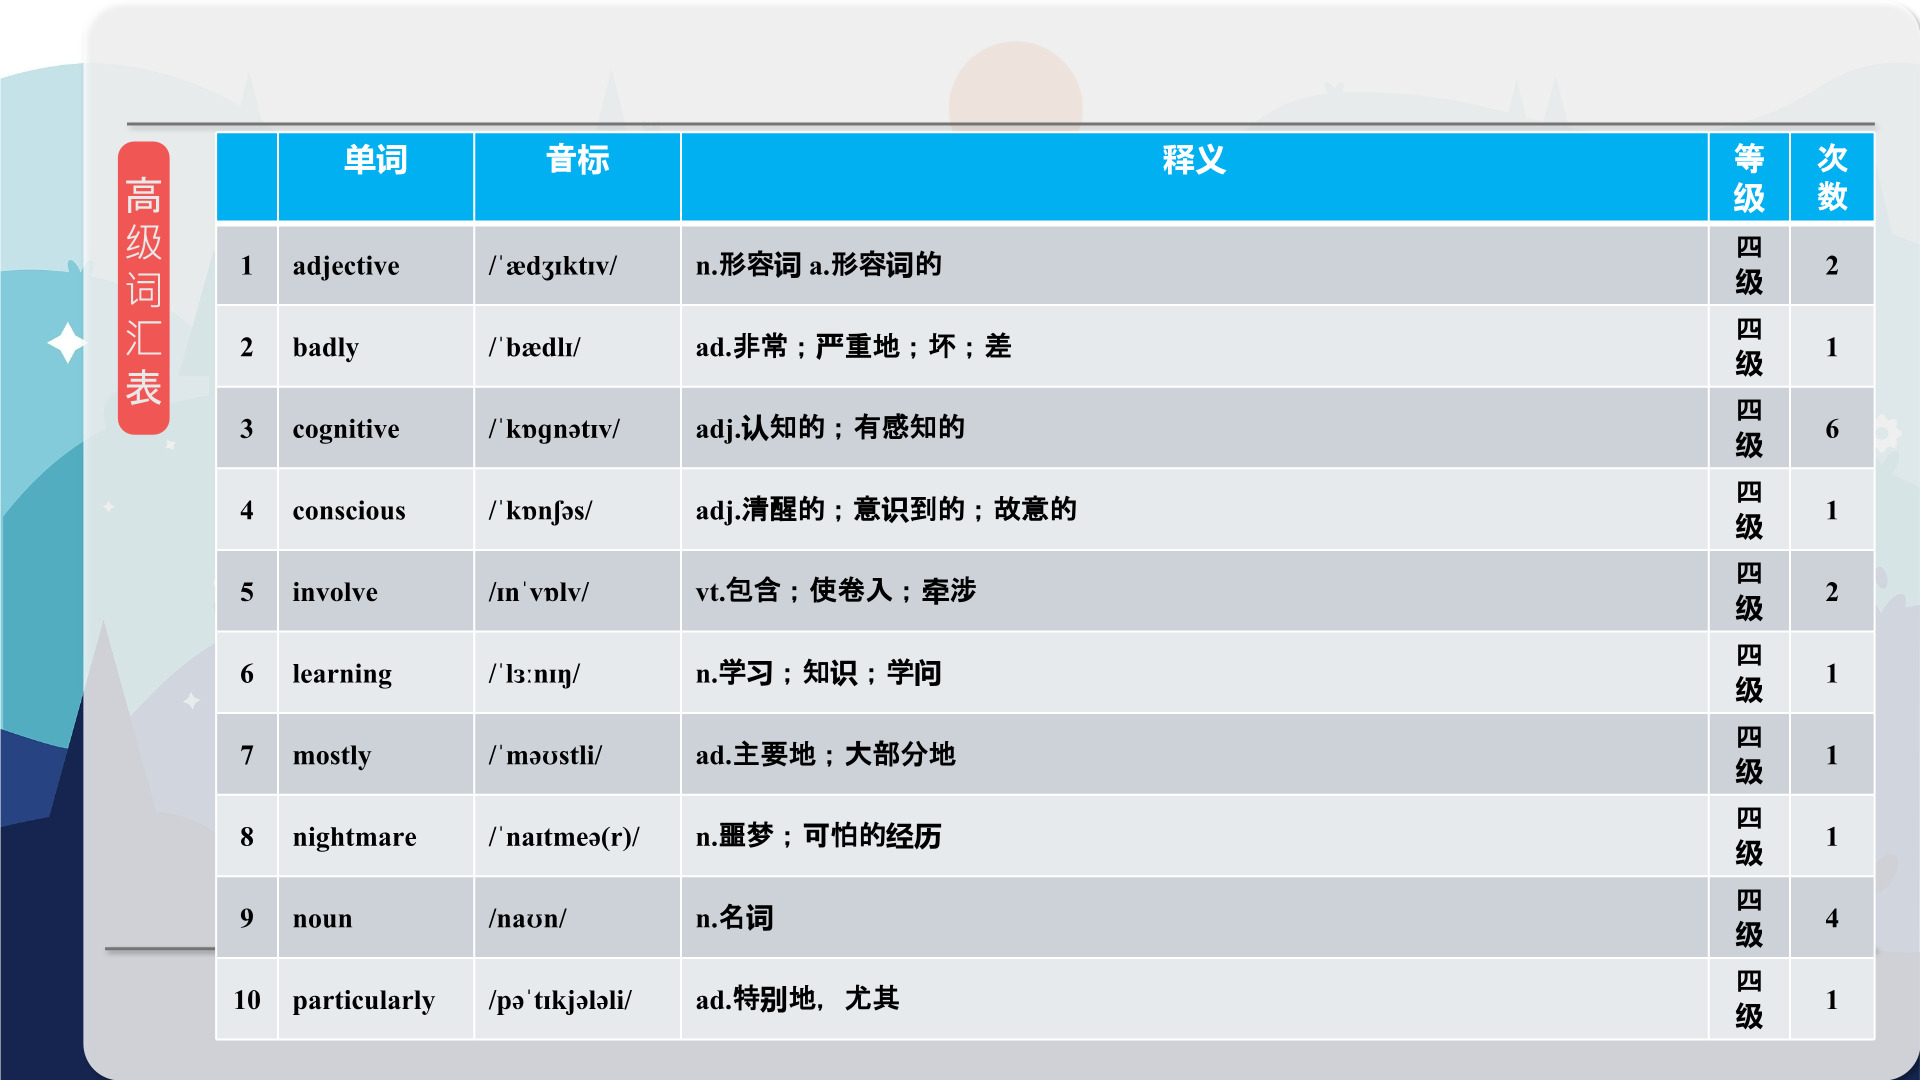 高级词汇表
单词 音标 释义 等级 次数
1 adjective /ˈædʒɪktɪv/ n.形容词 a.形容词的 四级 2
2 badly /ˈbædlɪ/ ad.非常；严重地；坏；差 四级 1
3 cognitive /ˈkɒgnətɪv/ adj.认知的；有感知的 四级 6
4 conscious /ˈkɒnʃəs/ adj.清醒的；意识到的；故意的 四级 1
5 involve /ɪnˈvɒlv/ vt.包含；使卷入；牵涉 四级 2
6 learning /ˈlɜːnɪŋ/ n.学习；知识；学问 四级 1
7 mostly /ˈməʊstli/ ad.主要地；大部分地 四级 1
8 nightmare /ˈnaɪtmeə(r)/ n.噩梦；可怕的经历 四级 1
9 noun /naʊn/ n.名词 四级 4
10 particularly /pəˈtɪkjələli/ ad.特别地，尤其 四级 1